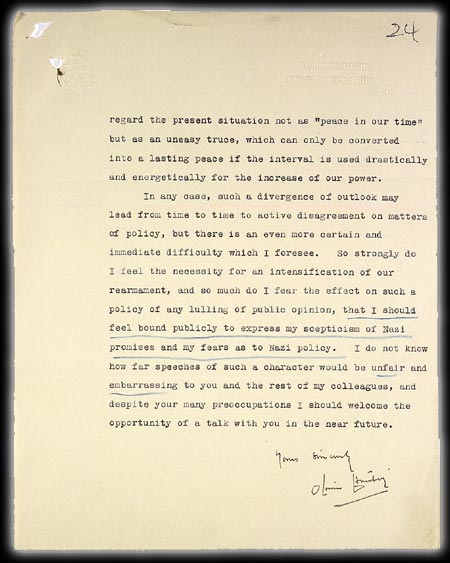 24
regard the present situation not as "peace in our time"
but as an uneasy truce, which can only be converted
into a lasting peace if the interval is used drastically
and energetically for the increase of our power.
In any case, such a divergence of outlook may
lead from time to time to active disagreement on matters
of policy, but there is an even more certain and
immediate difficulty which I foresee. So strongly do
I feel the necessity for an intensification of our
rearmament, and so much do I fear the effect on such a
policy of any lulling of public opinion, that I should
feel bound publicly to express my scepticism of Nazi
promises and my fears as to Nazi policy. I do not know
how far speeches of such a character would be unfair and
embarrassing to you and the rest of my colleagues, and
despite your many preoccupations I should welcome the
opportunity of a talk with you in the near future.
Yours sincerely